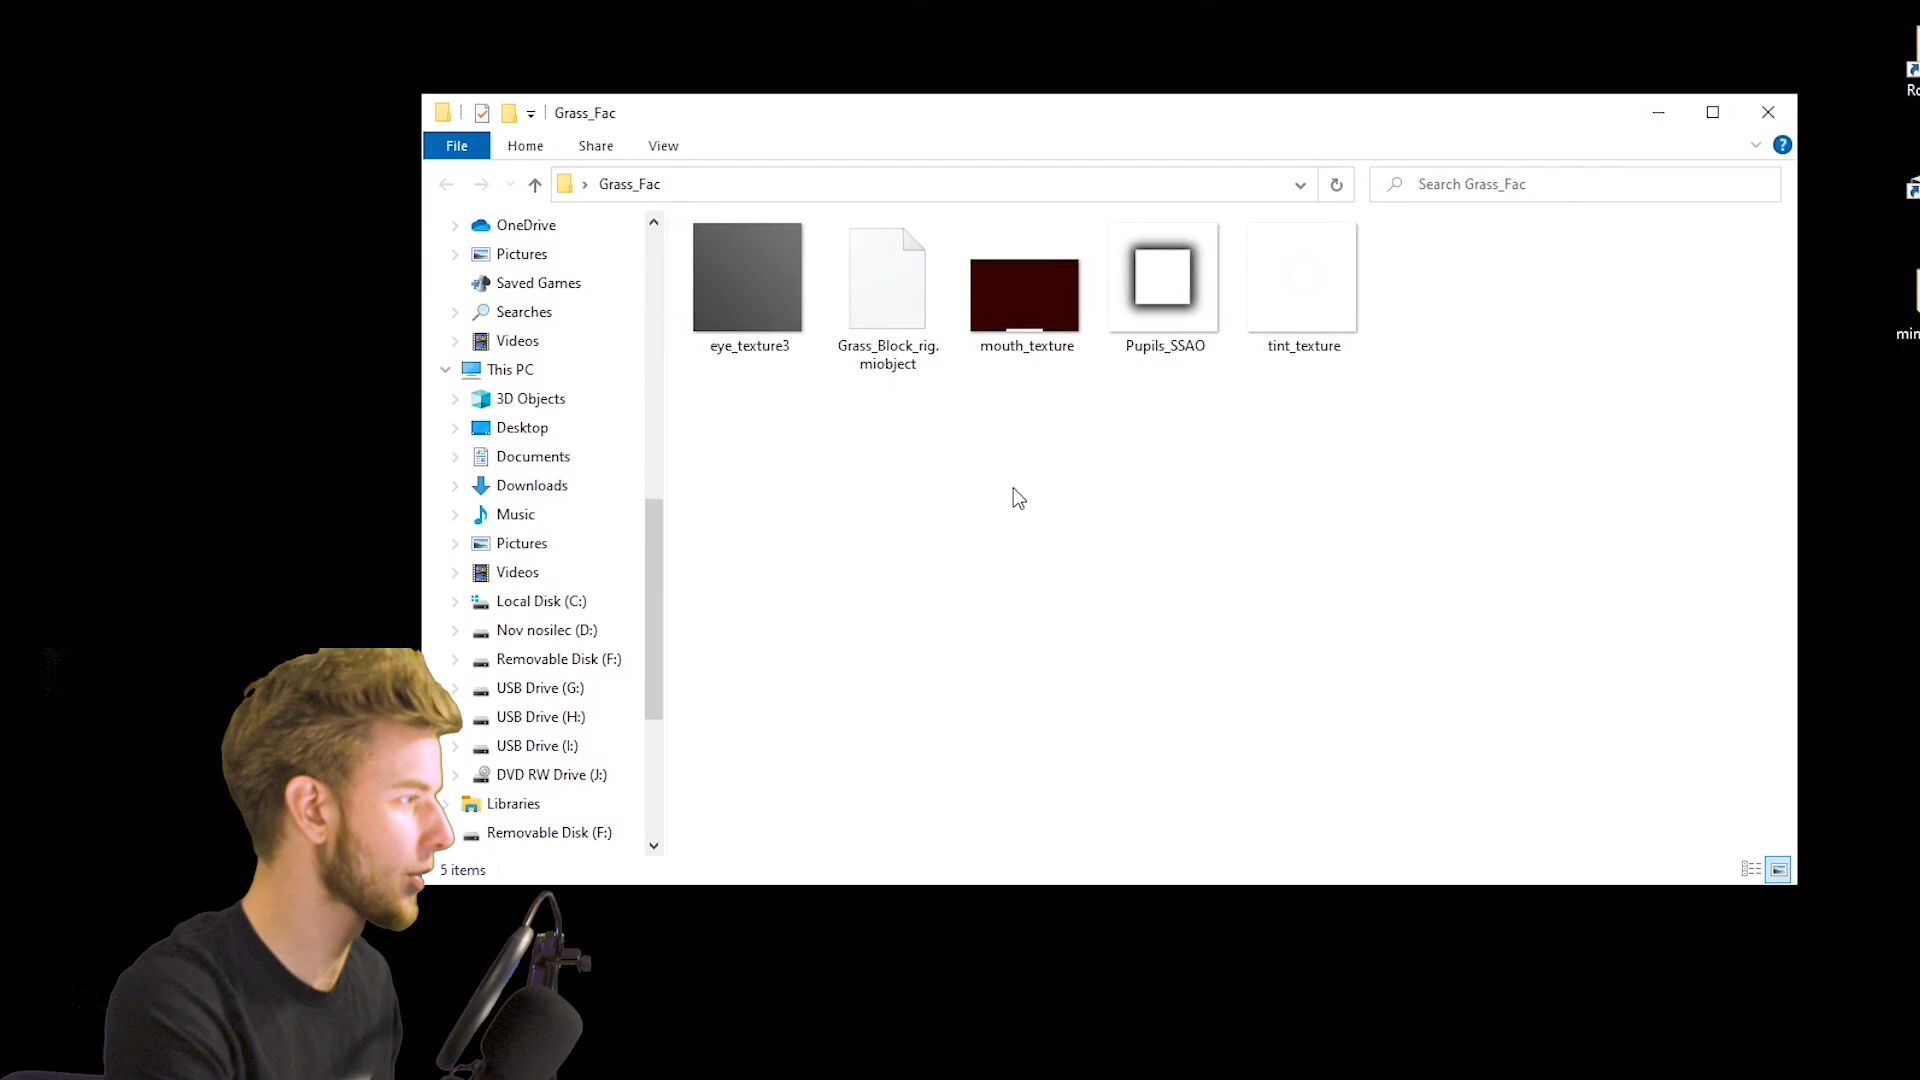 Grass_Fac
File Home Share View
Grass_Fac
Search Grass_Fac
OneDrive
Pictures
Saved Games
Searches
Videos
This PC
3D Objects
Desktop
Documents
Downloads
Music
Pictures
Videos
Local Disk (C:)
Nov nosilec (D:)
Removable Disk (F:)
USB Drive (G:)
USB Drive (H:)
USB Drive (I:)
DVD RW Drive (J:)
Libraries
Removable Disk (F:)
eye_texture3
Grass_Block_rig.
miobject
mouth_texture
Pupils_SSAO
tint_texture
5 items